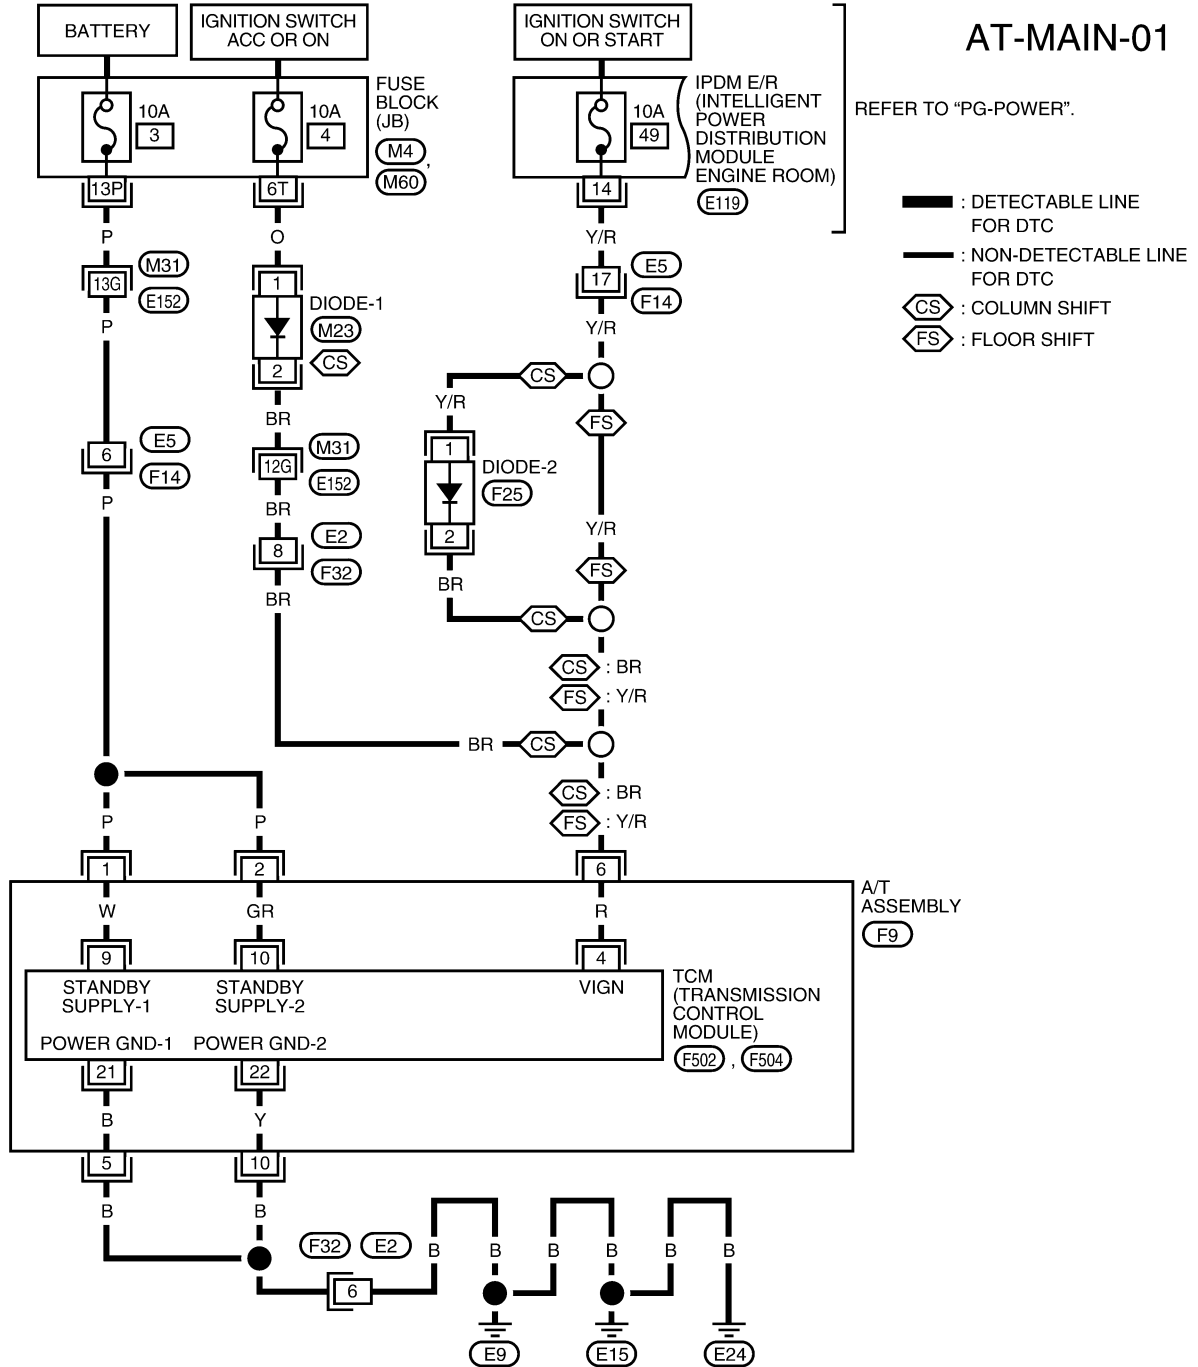 AT-MAIN-01
BATTERY
IGNITION SWITCH
ACC OR ON
IGNITION SWITCH
ON OR START
10A
3
10A
4
FUSE
BLOCK
(JB)
M4
,
M60
10A
49
IPDM E/R
(INTELLIGENT
POWER
DISTRIBUTION
MODULE
ENGINE ROOM)
E119
REFER TO “PG-POWER”.
13P
6T
14
: DETECTABLE LINE
FOR DTC
: NON-DETECTABLE LINE
FOR DTC
CS : COLUMN SHIFT
FS : FLOOR SHIFT
P
O
Y/R
13G
M31
E152
1
17
E5
F14
P
DIODE-1
M23
CS
2
Y/R
CS
Y/R
FS
BR
6
E5
F14
12G
M31
E152
1
DIODE-2
F25
2
P
BR
Y/R
8
E2
F32
FS
BR
BR
CS
CS : BR
FS : Y/R
BR
CS
CS : BR
FS : Y/R
P
P
1
2
6
A/T
ASSEMBLY
F9
W
GR
R
9
10
4
STANDBY
SUPPLY-1
STANDBY
SUPPLY-2
VIGN
TCM
(TRANSMISSION
CONTROL
MODULE)
F502 , F504
POWER GND-1
POWER GND-2
21
22
B
Y
5
10
B
B
F32
E2
6
B
B
B
B
B
B
E9
E15
E24